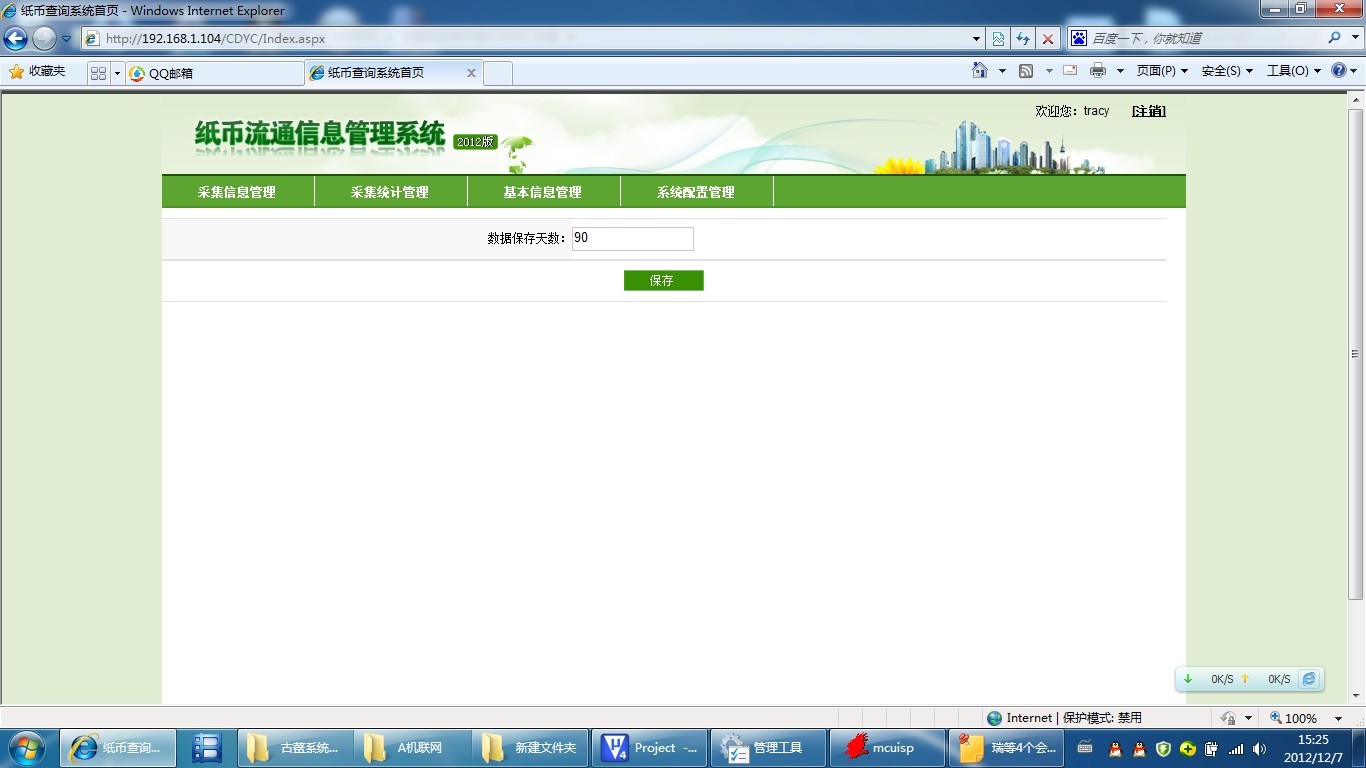 纸币查询系统首页 - Windows Internet Explorer
http://192.168.1.104/CDYC/Index.aspx
百度一下，你就知道
收藏夹
QQ邮箱
纸币查询系统首页
页面(P)
安全(S)
工具(O)
欢迎您：tracy [注销]
纸币流通信息管理系统 2012版
采集信息管理 采集统计管理 基本信息管理 系统配置管理
数据保存天数：90
保存
0K/S 0K/S
Internet | 保护模式: 禁用
100%
纸币查询... A机联网 新建文件夹 Project -... 管理工具 mcuisp 瑞等4个会...
15:25
2012/12/7